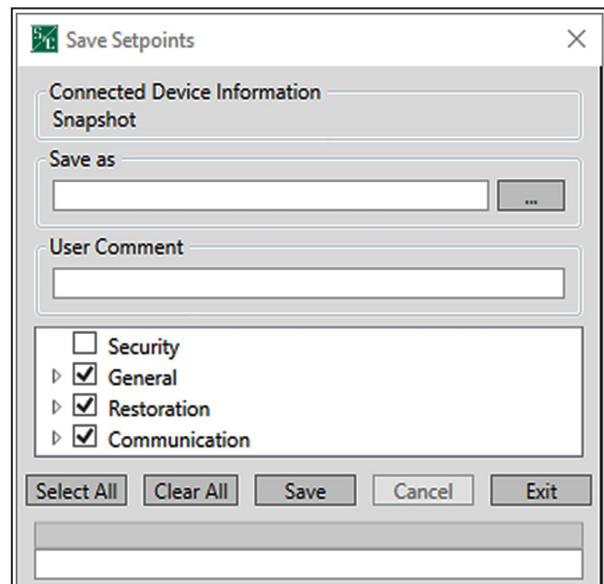 S&C Save Setpoints
Connected Device Information
Snapshot
Save as
...
User Comment
Security
General
Restoration
Communication
Select All Clear All Save Cancel Exit